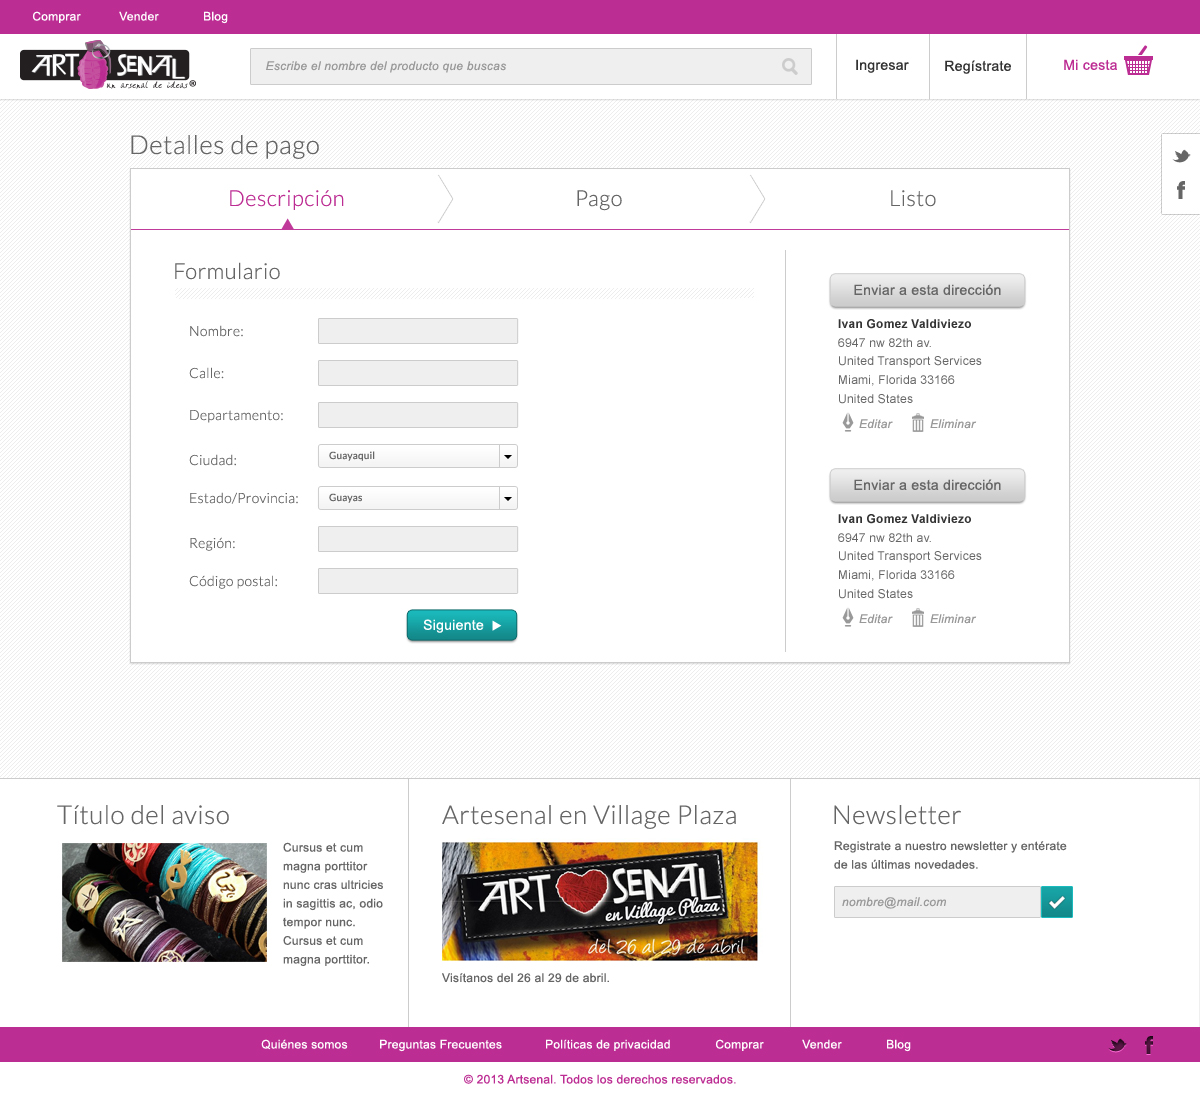 Comprar
Vender
Blog
ART SENAL
un arsenal de ideas®
Escribe el nombre del producto que buscas
Ingresar
Regístrate
Mi cesta
Detalles de pago
Descripción
Pago
Listo
Formulario
Nombre:
Calle:
Departamento:
Ciudad:
Guayaquil
Estado/Provincia:
Guayas
Región:
Código postal:
Siguiente
Enviar a esta dirección
Ivan Gomez Valdiviezo
6947 nw 82th av.
United Transport Services
Miami, Florida 33166
United States
Editar
Eliminar
Enviar a esta dirección
Ivan Gomez Valdiviezo
6947 nw 82th av.
United Transport Services
Miami, Florida 33166
United States
Editar
Eliminar
Título del aviso
Cursus et cum
magna porttitor
nunc cras ultricies
in sagittis ac, odio
tempor nunc.
Cursus et cum
magna porttitor.
Artesenal en Village Plaza
ART SENAL
en Village Plaza
del 26 al 29 de abril
Visítanos del 26 al 29 de abril.
Newsletter
Registrate a nuestro newsletter y entérate
de las últimas novedades.
nombre@mail.com
Quiénes somos
Preguntas Frecuentes
Políticas de privacidad
Comprar
Vender
Blog
© 2013 Artsenal. Todos los derechos reservados.